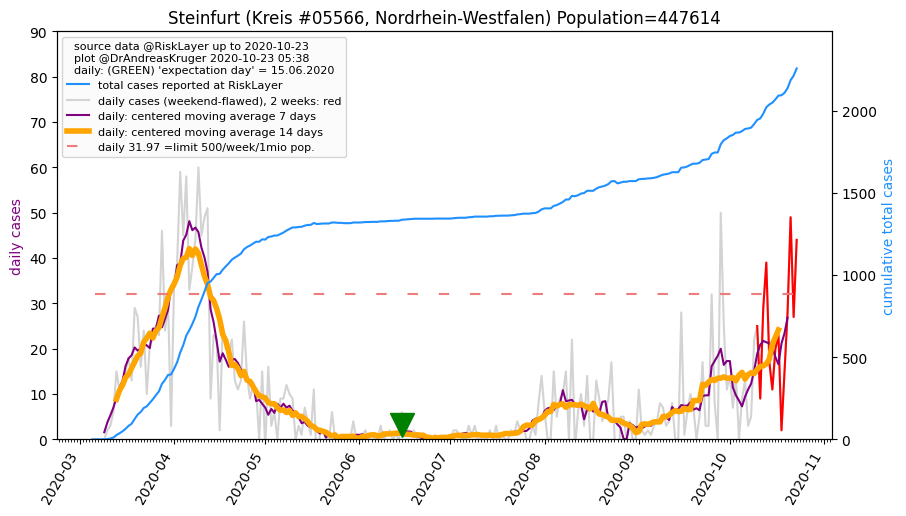 Steinfurt (Kreis #05566, Nordrhein-Westfalen) Population=447614
source data @RiskLayer up to 2020-10-23
plot @DrAndreasKruger 2020-10-23 05:38
daily: (GREEN) 'expectation day' = 15.06.2020
total cases reported at RiskLayer
daily cases (weekend-flawed), 2 weeks: red
daily: centered moving average 7 days
daily: centered moving average 14 days
daily 31.97 =limit 500/week/1mio pop.
daily cases
90
80
70
60
50
40
30
20
10
0
cumulative total cases
2000
1500
1000
500
0
2020-03
2020-04
2020-05
2020-06
2020-07
2020-08
2020-09
2020-10
2020-11